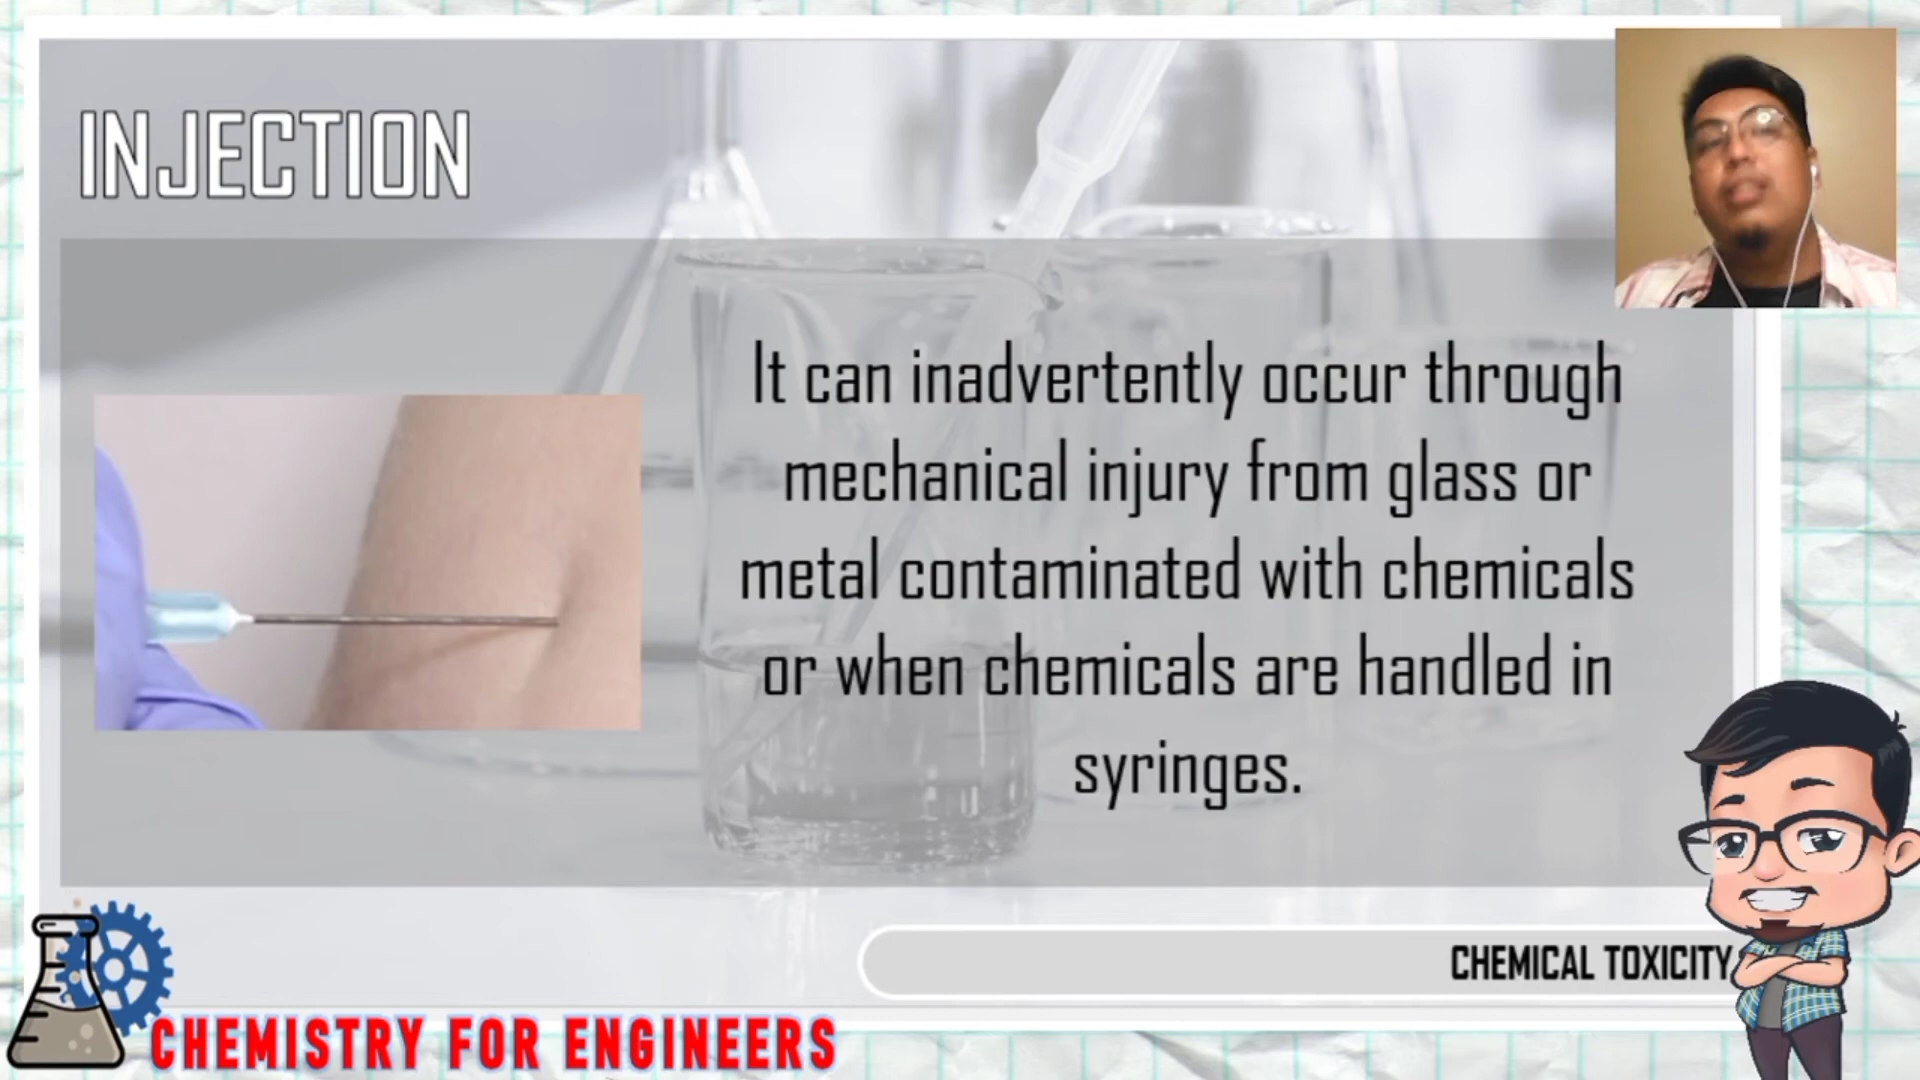 INJECTION
It can inadvertently occur through
mechanical injury from glass or
metal contaminated with chemicals
or when chemicals are handled in
syringes.
CHEMICAL TOXICITY
CHEMISTRY FOR ENGINEERS